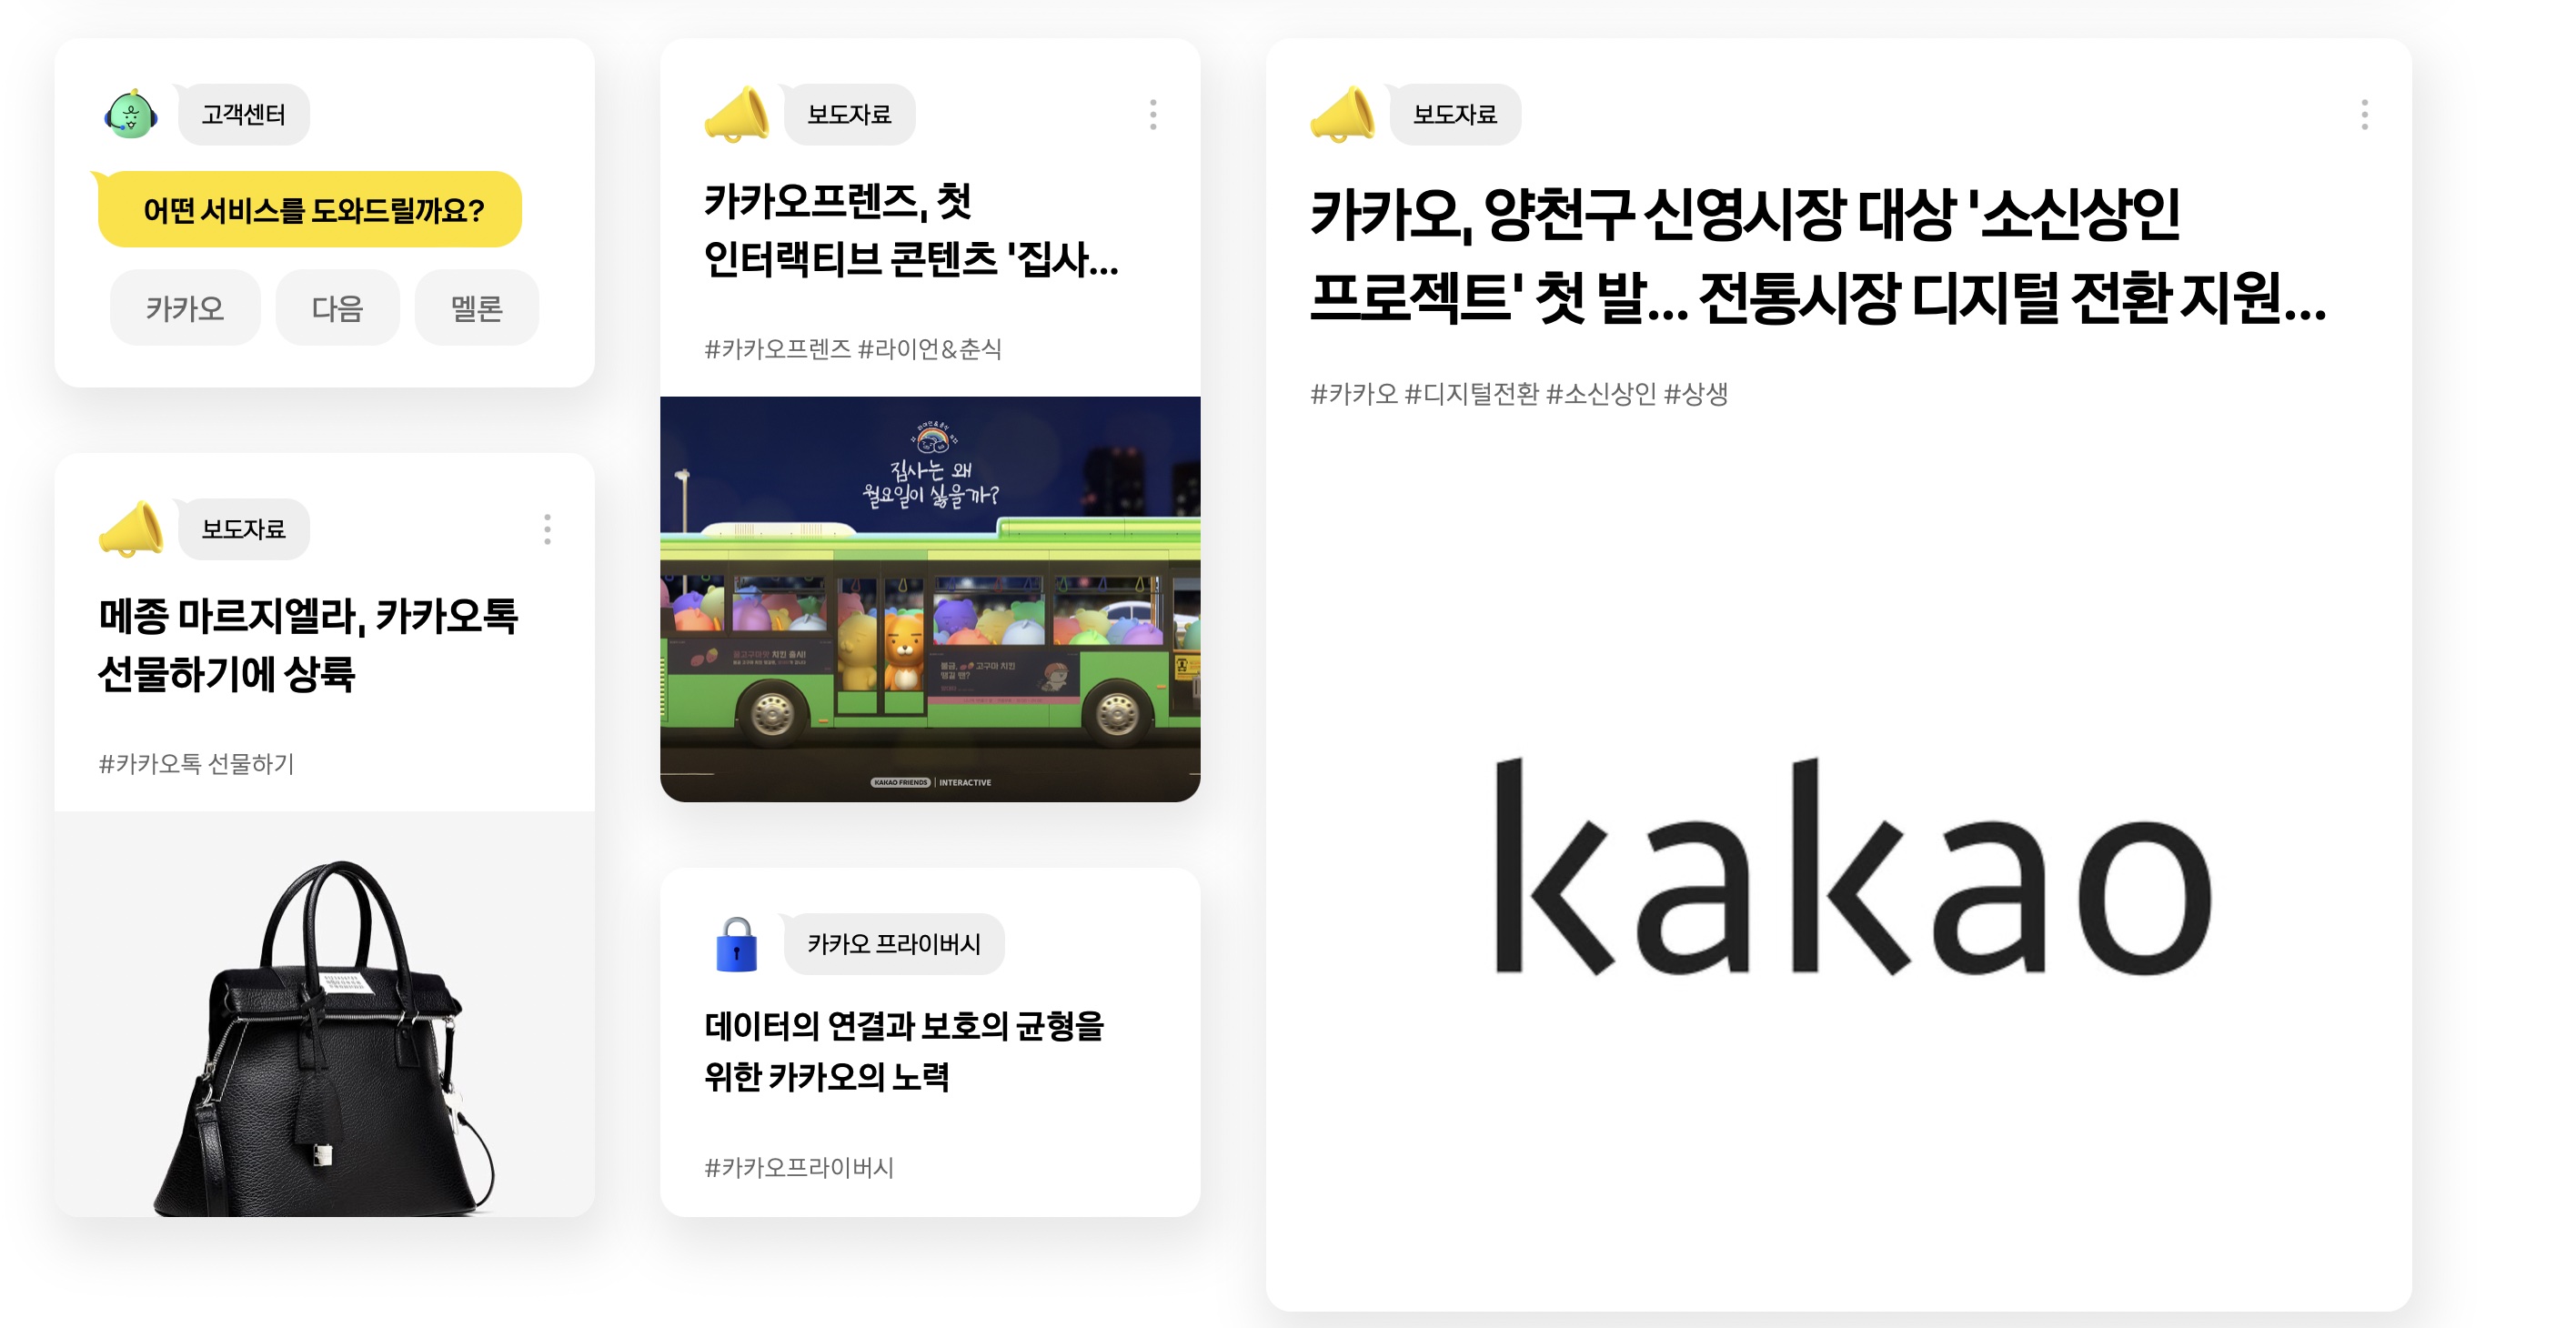 고객센터
어떤 서비스를 도와드릴까요?
카카오 다음 멜론
보도자료
메종 마르지엘라, 카카오톡
선물하기에 상륙
#카카오톡 선물하기
보도자료
카카오프렌즈, 첫
인터랙티브 콘텐츠 '집사...
#카카오프렌즈 #라이언&춘식
집사는 왜
월요일이 싫을까?
KAKAO FRIENDS | INTERACTIVE
카카오 프라이버시
데이터의 연결과 보호의 균형을
위한 카카오의 노력
#카카오프라이버시
보도자료
카카오, 양천구 신영시장 대상 '소신상인
프로젝트' 첫 발... 전통시장 디지털 전환 지원...
#카카오 #디지털전환 #소신상인 #상생
kakao